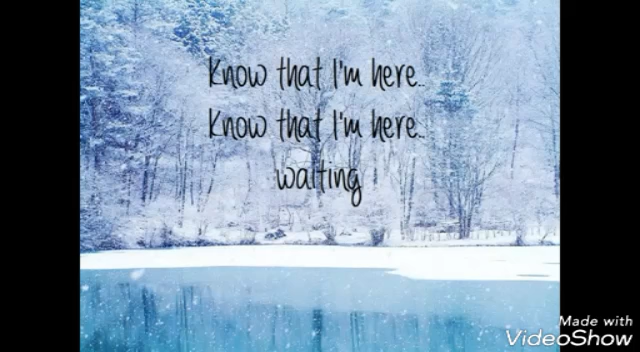 Know that I'm here..
Know that I'm here..
waiting
Made with
VideoShow